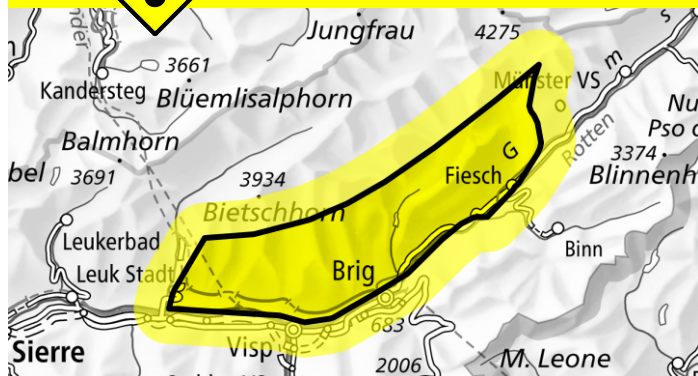 Jungfrau
4275
3661
Kandersteg
Blüemlisalphorn
Münster VS
Balmhorn
Rotten
Pso
3374
3691
3934
Fiesch
Blinnenh
bel
Bietschhorn
G o m s
Leukerbad
Binn
Leuk Stadt
Brig
683
Sierre
Visp
2006
M. Leone